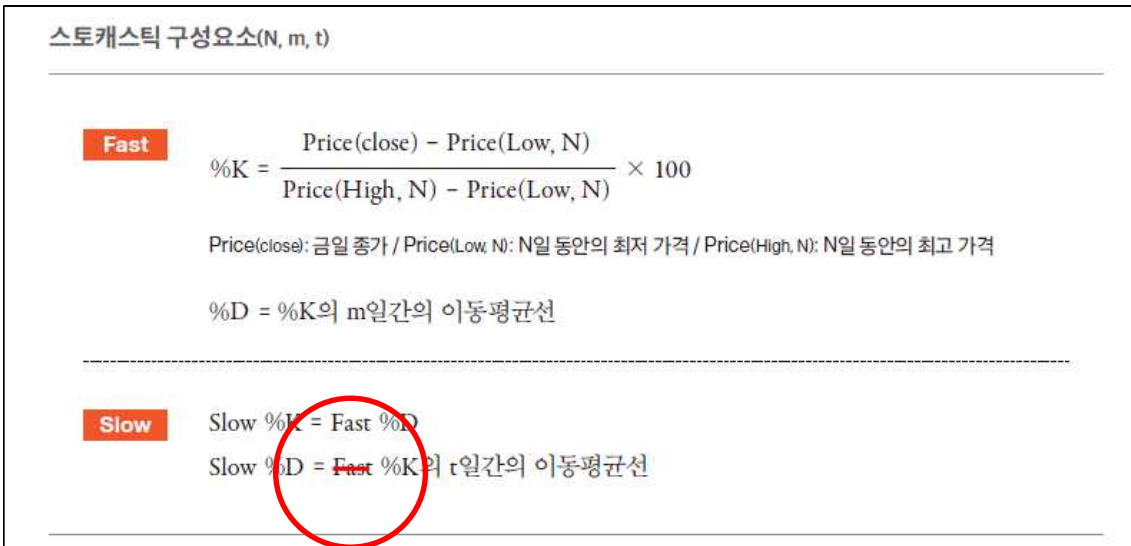 스토캐스틱 구성요소(N, m, t)
Fast
%K = Price(close) - Price(Low, N) / Price(High, N) - Price(Low, N) × 100
Price(close): 금일 종가 / Price(Low, N): N일 동안의 최저 가격 / Price(High, N): N일 동안의 최고 가격
%D = %K의 m일간의 이동평균선
Slow
Slow %K = Fast %D
Slow %D = Fast %K의 t일간의 이동평균선